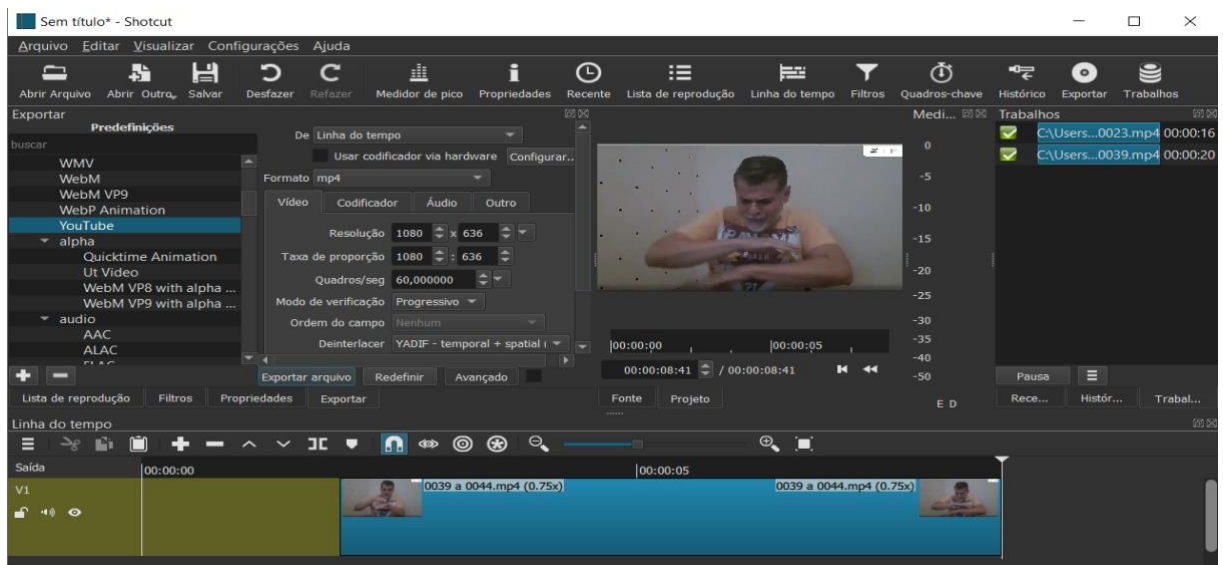 Sem título* - Shotcut
Arquivo Editar Visualizar Configurações Ajuda
Abrir Arquivo Abrir Outro Salvar Desfazer Refazer Medidor de pico Propriedades Recente Lista de reprodução Linha do tempo Filtros Quadros-chave Histórico Exportar Trabalhos
Exportar
Predefinições
buscar
WMV
WebM
WebM VP9
WebP Animation
YouTube
alpha
Quicktime Animation
Ut Video
WebM VP8 with alpha ...
WebM VP9 with alpha ...
audio
AAC
ALAC
FLAC
De Linha do tempo
Usar codificador via hardware Configurar..
Formato mp4
Vídeo Codificador Áudio Outro
Resolução 1080 x 636
Taxa de proporção 1080 : 636
Quadros/seg 60,000000
Modo de verificação Progressivo
Ordem do campo Nenhum
Deinterlacer YADIF - temporal + spatial (
Exportar arquivo Redefinir Avançado
Lista de reprodução Filtros Propriedades Exportar
00:00:00 00:00:05
00:00:08:41 / 00:00:08:41
Fonte Projeto
Medi...
0
-5
-10
-15
-20
-25
-30
-35
-40
-50
E D
Trabalhos
C:\Users...0023.mp4 00:00:16
C:\Users...0039.mp4 00:00:20
Pausa
Rece... Histór... Trabal...
Linha do tempo
Saída 00:00:00 00:00:05
V1 0039 a 0044.mp4 (0.75x) 0039 a 0044.mp4 (0.75x)